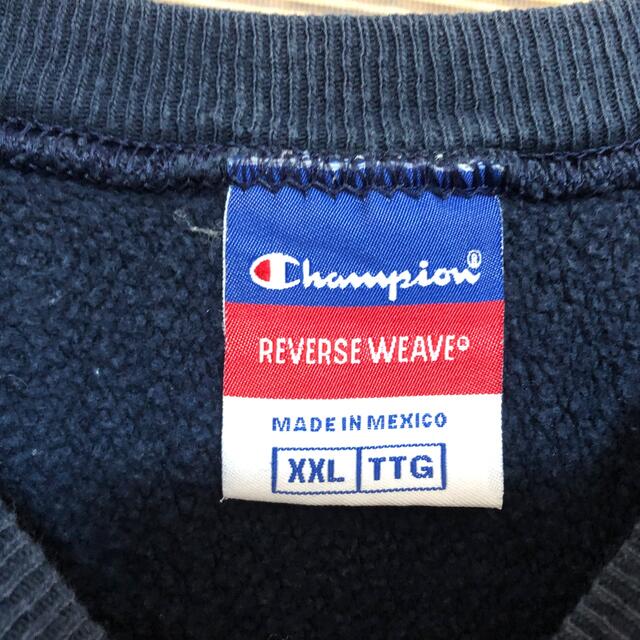 Champion®
REVERSE WEAVE®
MADE IN MEXICO
XXL TTG